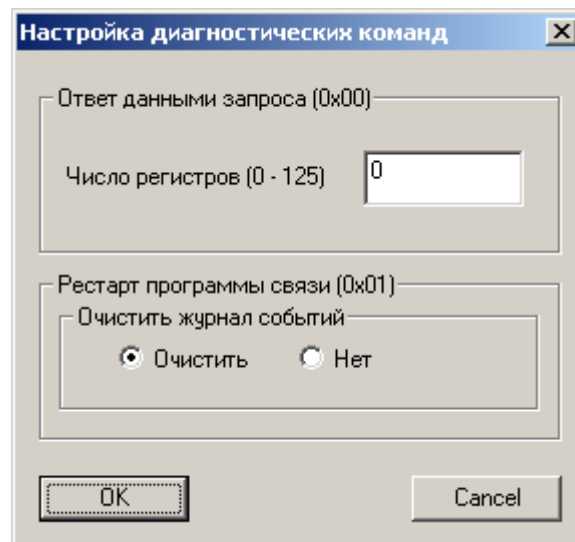 Настройка диагностических команд
Ответ данными запроса (0x00)
Число регистров (0 - 125) 0
Рестарт программы связи (0x01)
Очистить журнал событий
Очистить Нет
OK Cancel